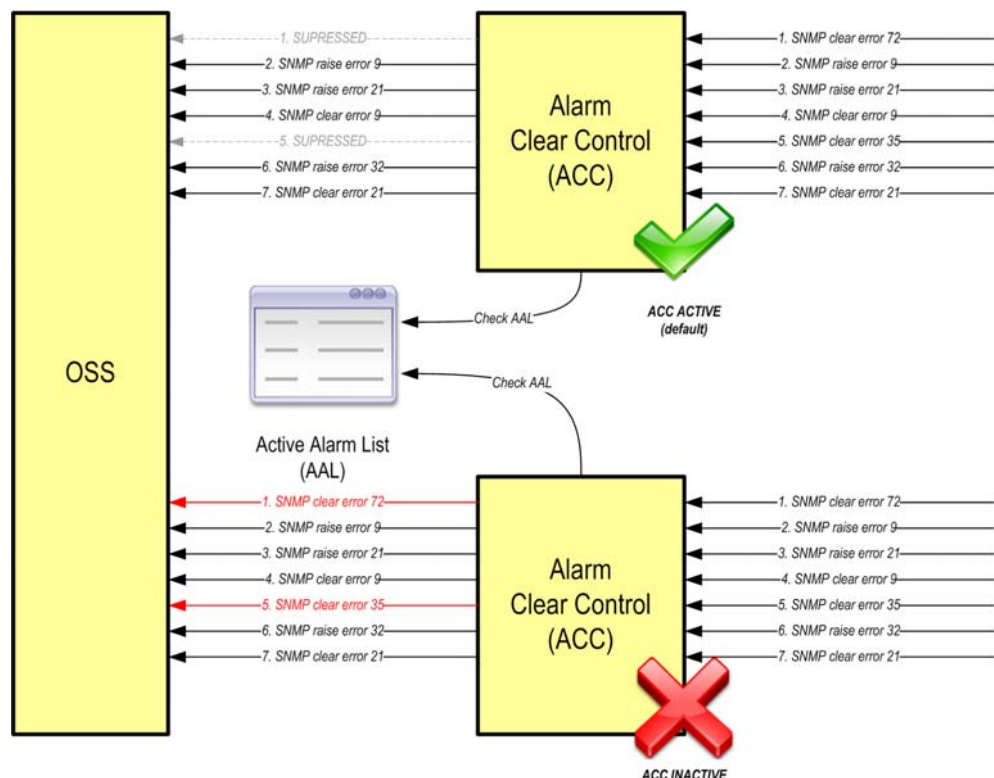 1. SUPRESSED
2. SNMP raise error 9
3. SNMP raise error 21
4. SNMP clear error 9
5. SUPRESSED
6. SNMP raise error 32
7. SNMP clear error 21
Alarm
Clear Control
(ACC)
1. SNMP clear error 72
2. SNMP raise error 9
3. SNMP raise error 21
4. SNMP clear error 9
5. SNMP clear error 35
6. SNMP raise error 32
7. SNMP clear error 21
ACC ACTIVE
(default)
Check AAL
OSS
Check AAL
Active Alarm List
(AAL)
1. SNMP clear error 72
2. SNMP raise error 9
3. SNMP raise error 21
4. SNMP clear error 9
5. SNMP clear error 35
6. SNMP raise error 32
7. SNMP clear error 21
Alarm
Clear Control
(ACC)
1. SNMP clear error 72
2. SNMP raise error 9
3. SNMP raise error 21
4. SNMP clear error 9
5. SNMP clear error 35
6. SNMP raise error 32
7. SNMP clear error 21
ACC INACTIVE